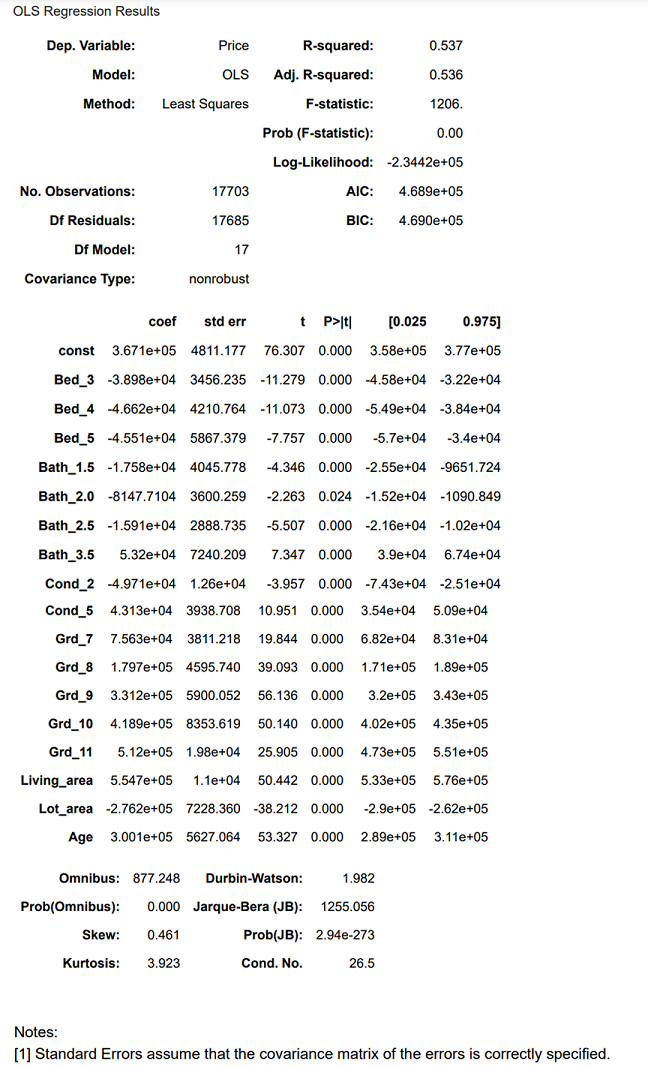 OLS Regression Results
Dep. Variable: Price R-squared: 0.537
Model: OLS Adj. R-squared: 0.536
Method: Least Squares F-statistic: 1206.
Prob (F-statistic): 0.00
Log-Likelihood: -2.3442e+05
No. Observations: 17703 AIC: 4.689e+05
Df Residuals: 17685 BIC: 4.690e+05
Df Model: 17
Covariance Type: nonrobust
coef std err t P>|t| [0.025 0.975]
const 3.671e+05 4811.177 76.307 0.000 3.58e+05 3.77e+05
Bed_3 -3.898e+04 3456.235 -11.279 0.000 -4.58e+04 -3.22e+04
Bed_4 -4.662e+04 4210.764 -11.073 0.000 -5.49e+04 -3.84e+04
Bed_5 -4.551e+04 5867.379 -7.757 0.000 -5.7e+04 -3.4e+04
Bath_1.5 -1.758e+04 4045.778 -4.346 0.000 -2.55e+04 -9651.724
Bath_2.0 -8147.7104 3600.259 -2.263 0.024 -1.52e+04 -1090.849
Bath_2.5 -1.591e+04 2888.735 -5.507 0.000 -2.16e+04 -1.02e+04
Bath_3.5 5.32e+04 7240.209 7.347 0.000 3.9e+04 6.74e+04
Cond_2 -4.971e+04 1.26e+04 -3.957 0.000 -7.43e+04 -2.51e+04
Cond_5 4.313e+04 3938.708 10.951 0.000 3.54e+04 5.09e+04
Grd_7 7.563e+04 3811.218 19.844 0.000 6.82e+04 8.31e+04
Grd_8 1.797e+05 4595.740 39.093 0.000 1.71e+05 1.89e+05
Grd_9 3.312e+05 5900.052 56.136 0.000 3.2e+05 3.43e+05
Grd_10 4.189e+05 8353.619 50.140 0.000 4.02e+05 4.35e+05
Grd_11 5.12e+05 1.98e+04 25.905 0.000 4.73e+05 5.51e+05
Living_area 5.547e+05 1.1e+04 50.442 0.000 5.33e+05 5.76e+05
Lot_area -2.762e+05 7228.360 -38.212 0.000 -2.9e+05 -2.62e+05
Age 3.001e+05 5627.064 53.327 0.000 2.89e+05 3.11e+05
Omnibus: 877.248 Durbin-Watson: 1.982
Prob(Omnibus): 0.000 Jarque-Bera (JB): 1255.056
Skew: 0.461 Prob(JB): 2.94e-273
Kurtosis: 3.923 Cond. No. 26.5
Notes:
[1] Standard Errors assume that the covariance matrix of the errors is correctly specified.